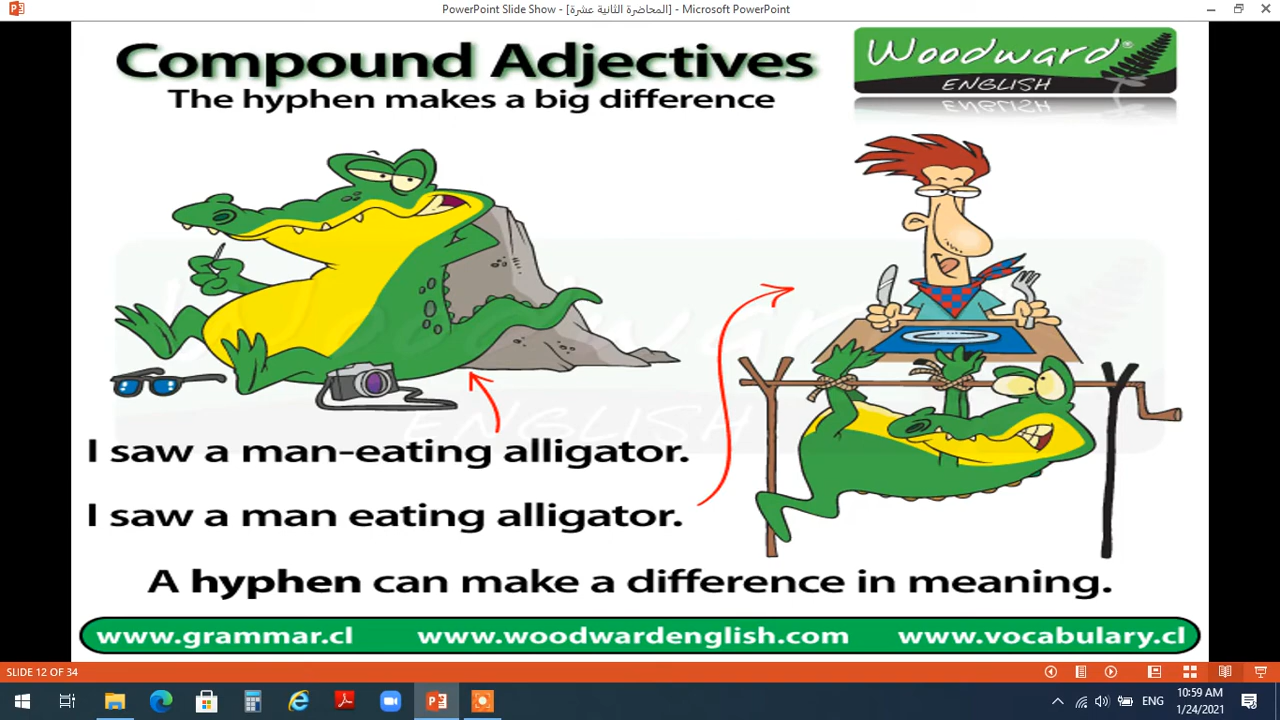 PowerPoint Slide Show - [المحاضرة الثانية عشرة] - Microsoft PowerPoint
Compound Adjectives
The hyphen makes a big difference
Woodward®
ENGLISH
I saw a man-eating alligator.
I saw a man eating alligator.
A hyphen can make a difference in meaning.
www.grammar.cl www.woodwardenglish.com www.vocabulary.cl
SLIDE 12 OF 34
ENG
10:59 AM
1/24/2021